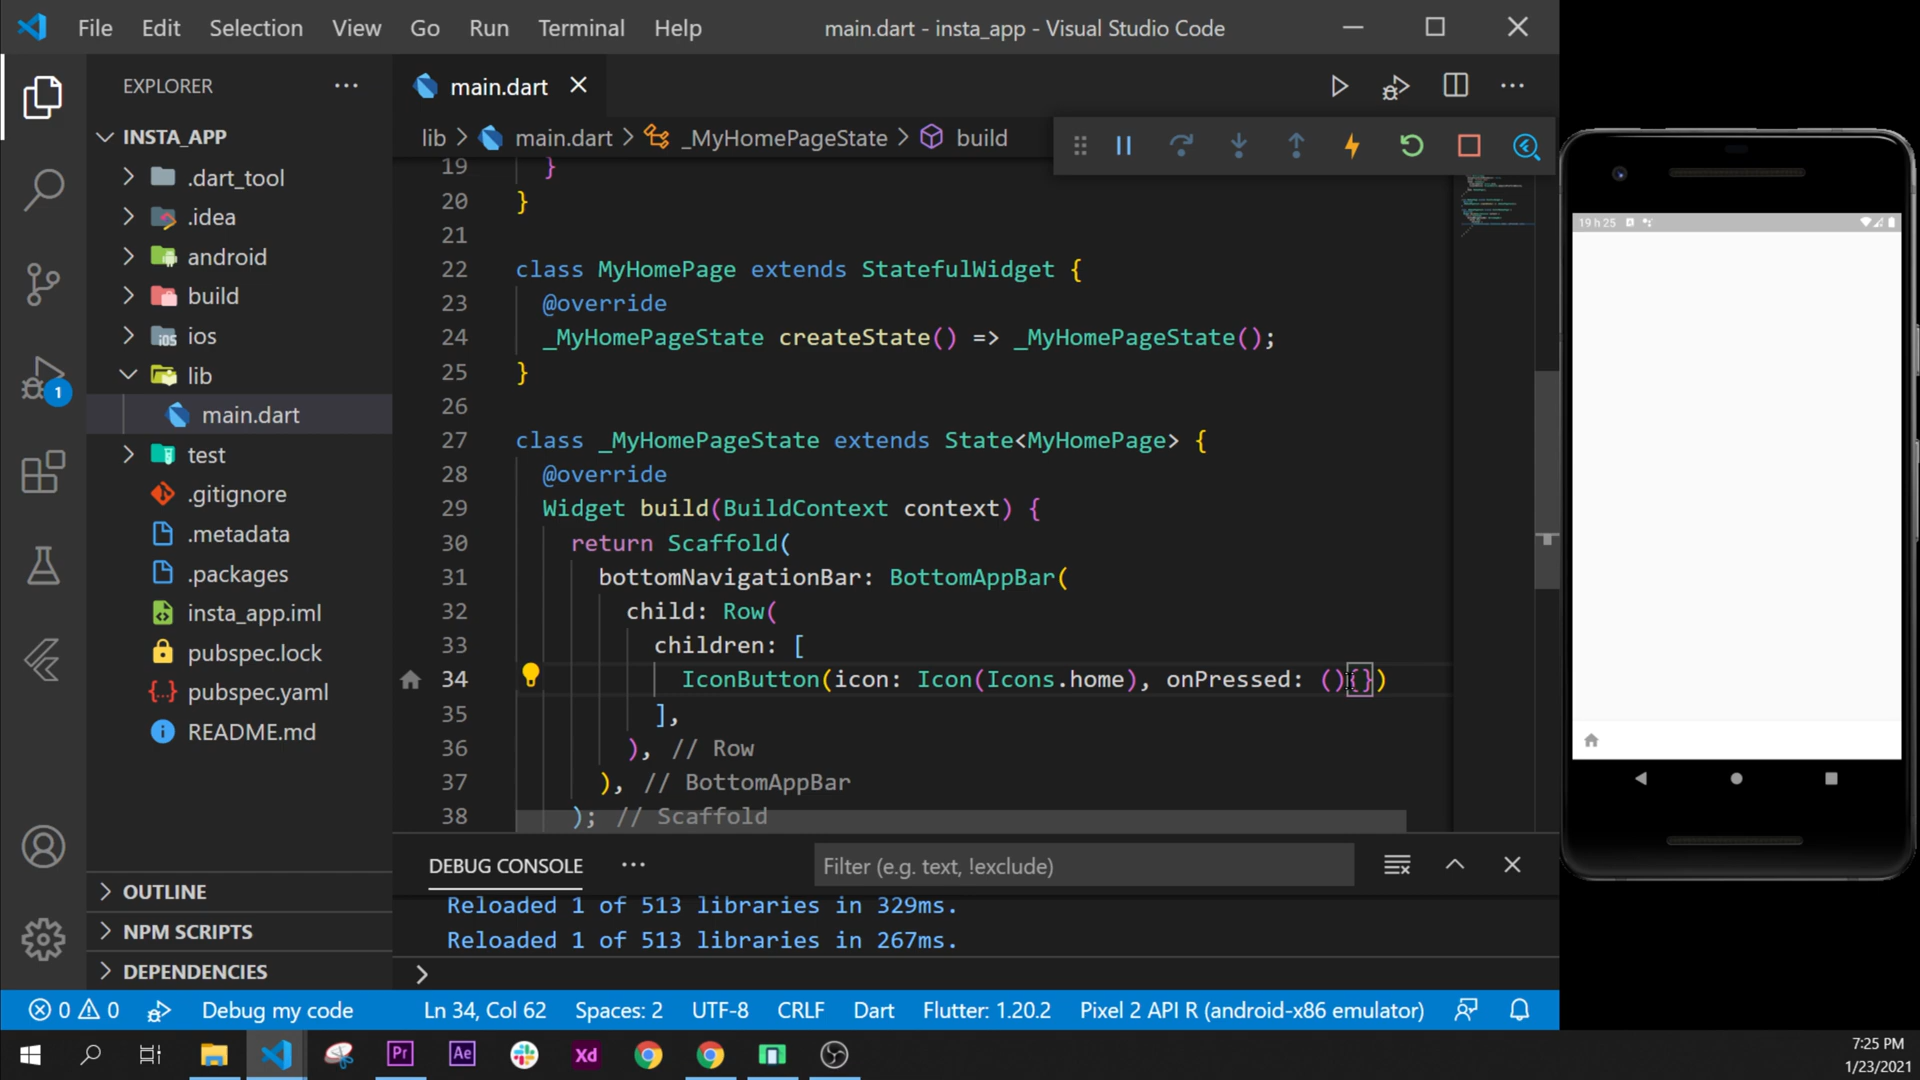 File Edit Selection View Go Run Terminal Help
main.dart - insta_app - Visual Studio Code
EXPLORER
main.dart
INSTA_APP
lib > main.dart > _MyHomePageState > build
.dart_tool
.idea
android
build
ios
lib
main.dart
test
.gitignore
.metadata
.packages
insta_app.iml
pubspec.lock
pubspec.yaml
README.md
OUTLINE
NPM SCRIPTS
DEPENDENCIES
1
19 }
20 }
21
22 class MyHomePage extends StatefulWidget {
23 @override
24 _MyHomePageState createState() => _MyHomePageState();
25 }
26
27 class _MyHomePageState extends State<MyHomePage> {
28 @override
29 Widget build(BuildContext context) {
30 return Scaffold(
31 bottomNavigationBar: BottomAppBar(
32 child: Row(
33 children: [
34 IconButton(icon: Icon(Icons.home), onPressed: (){})
35 ],
36 ), // Row
37 ), // BottomAppBar
38 ); // Scaffold
DEBUG CONSOLE
Filter (e.g. text, !exclude)
Reloaded 1 of 513 libraries in 329ms.
Reloaded 1 of 513 libraries in 267ms.
19 h 25
0 0 Debug my code Ln 34, Col 62 Spaces: 2 UTF-8 CRLF Dart Flutter: 1.20.2 Pixel 2 API R (android-x86 emulator)
Pr Ae Xd
7:25 PM
1/23/2021